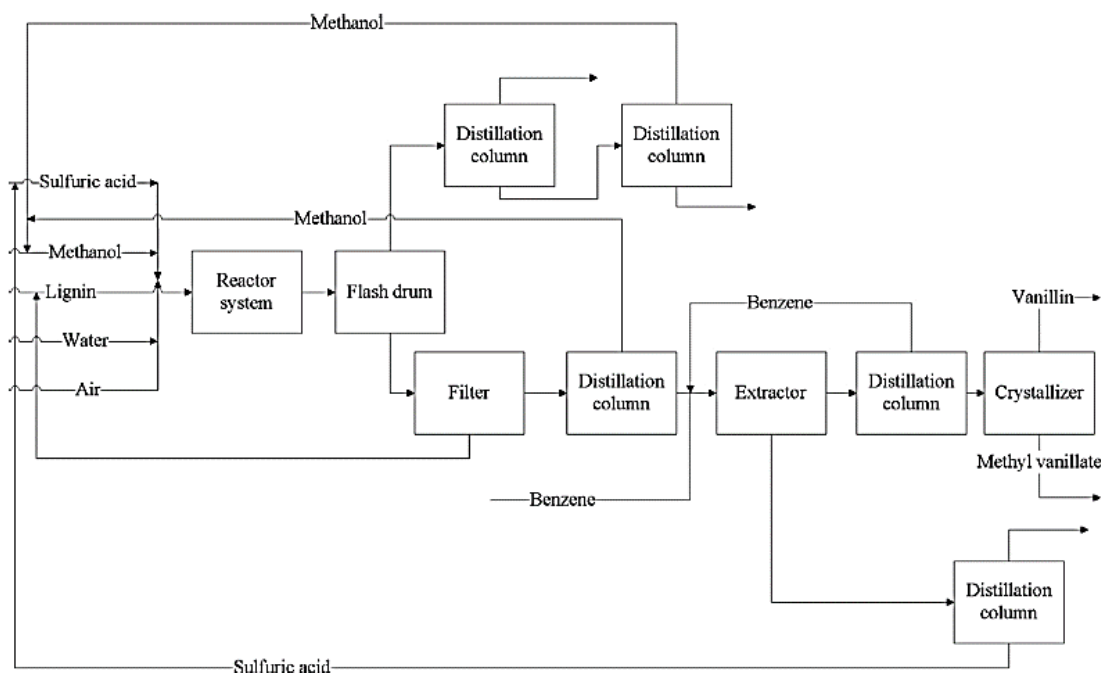 Methanol
Distillation
column
Distillation
column
Sulfuric acid
Methanol
Methanol
Reactor
system
Flash drum
Lignin
Water
Air
Benzene
Vanillin
Filter
Distillation
column
Extractor
Distillation
column
Crystallizer
Methyl vanillate
Benzene
Distillation
column
Sulfuric acid